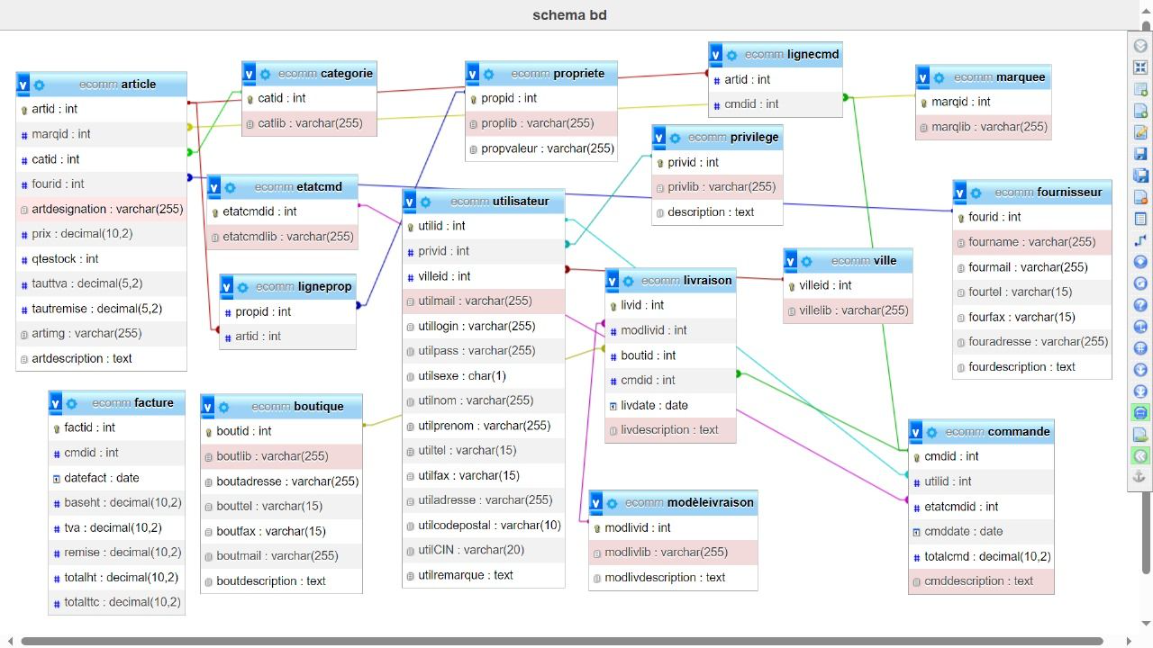 schema bd
ecomm article
artid : int
marqid : int
catid : int
fourid : int
artdesignation : varchar(255)
prix : decimal(10,2)
qtestock : int
tauttva : decimal(5,2)
tautremise : decimal(5,2)
artimg : varchar(255)
artdescription : text
ecomm categorie
catid : int
catlib : varchar(255)
ecomm propriete
propid : int
proplib : varchar(255)
propvaleur : varchar(255)
ecomm lignecmd
artid : int
cmdid : int
ecomm marquee
marqid : int
marqlib : varchar(255)
ecomm privilege
privid : int
privlib : varchar(255)
description : text
ecomm etatcmd
etatcmdid : int
etatcmdlib : varchar(255)
ecomm utilisateur
utilid : int
privid : int
villeid : int
utilmail : varchar(255)
utillogin : varchar(255)
utilpass : varchar(255)
utilsexe : char(1)
utilnom : varchar(255)
utilprenom : varchar(255)
utiltel : varchar(15)
utilfax : varchar(15)
utiladresse : varchar(255)
utilcodepostal : varchar(10)
utilCIN : varchar(20)
utilremarque : text
ecomm fournisseur
fourid : int
fourname : varchar(255)
fourmail : varchar(255)
fourtel : varchar(15)
fourfax : varchar(15)
fouradresse : varchar(255)
fourdescription : text
ecomm ligneprop
propid : int
artid : int
ecomm livraison
livid : int
modlivid : int
boutid : int
cmdid : int
livdate : date
livdescription : text
ecomm ville
villeid : int
villelib : varchar(255)
ecomm facture
factid : int
cmdid : int
datefact : date
baseht : decimal(10,2)
tva : decimal(10,2)
remise : decimal(10,2)
totalht : decimal(10,2)
totalttc : decimal(10,2)
ecomm boutique
boutid : int
boutlib : varchar(255)
boutadresse : varchar(255)
bouttel : varchar(15)
boutfax : varchar(15)
boutmail : varchar(255)
boutdescription : text
ecomm modèleivraison
modlivid : int
modlivlib : varchar(255)
modlivdescription : text
ecomm commande
cmdid : int
utilid : int
etatcmdid : int
cmddate : date
totalcmd : decimal(10,2)
cmddescription : text